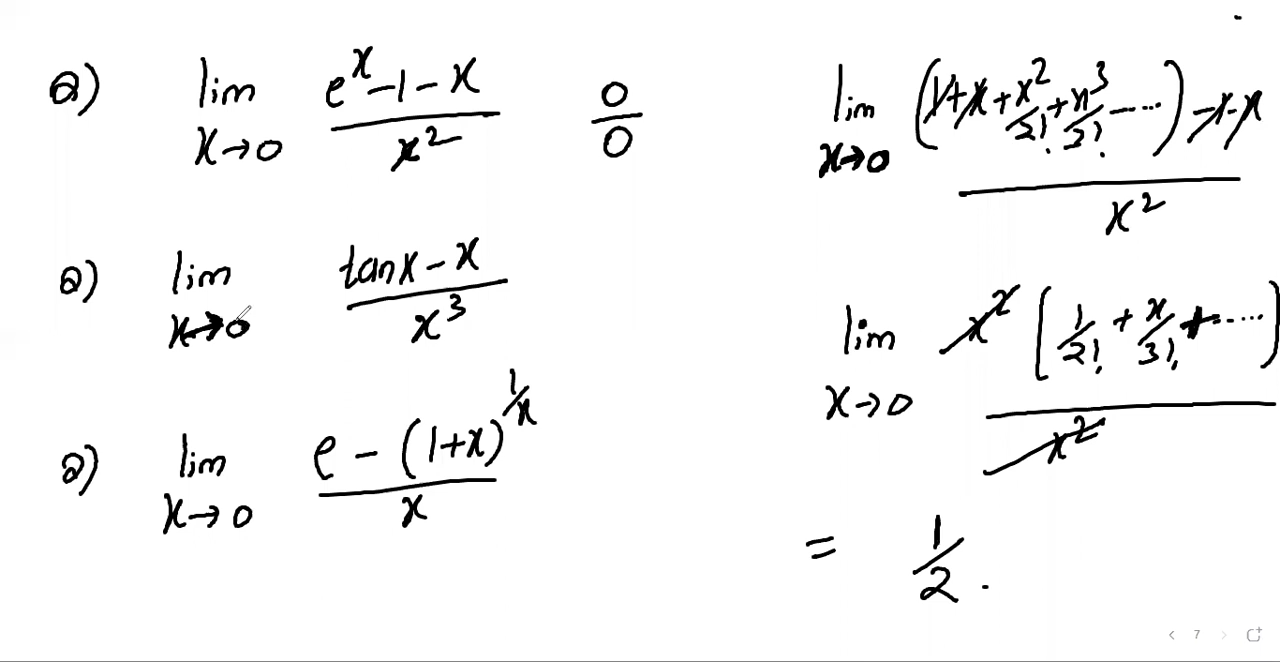 Q) lim x→0 (e^x - 1 - x)/x^2    0/0
Q) lim x→0 (tan x - x)/x^3
Q) lim x→0 (e - (1+x)^(1/x))/x
lim x→0 ((1 + x + x^2/2! + x^3/3! ----) - 1 - x)/x^2
lim x→0 x^2 [1/2! + x/3! + ----]/x^2
= 1/2.
7